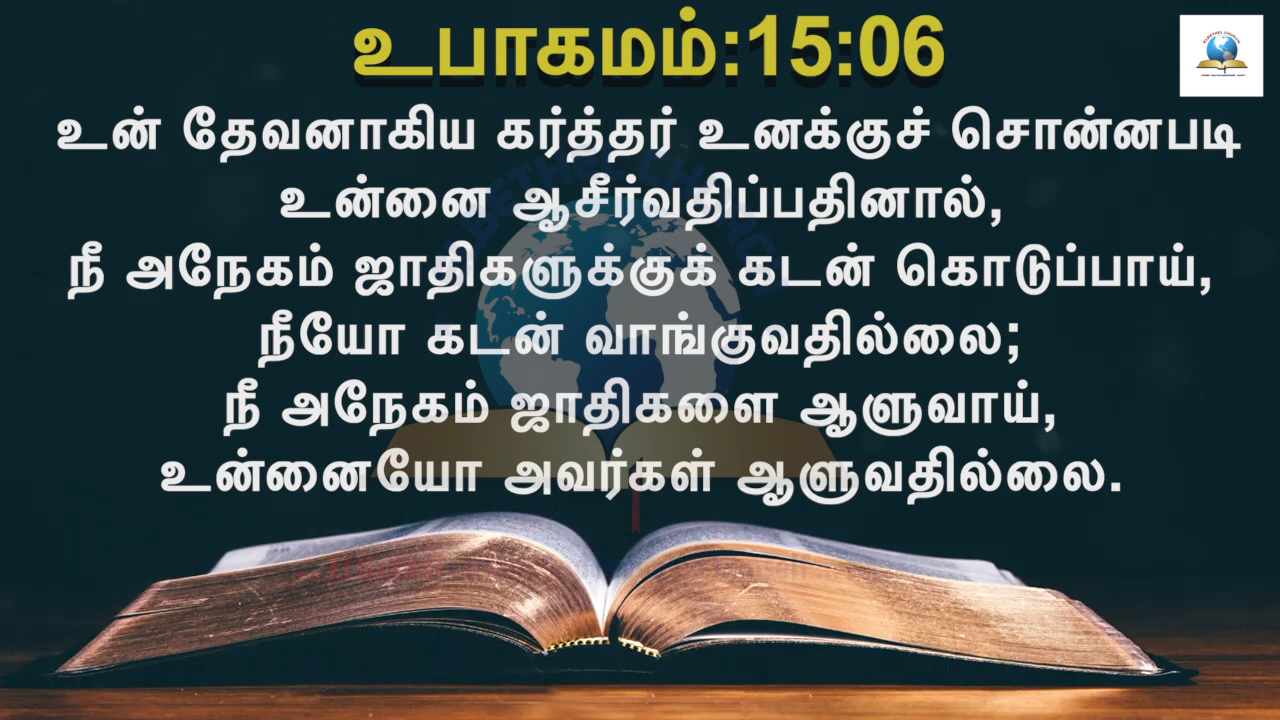 உபாகமம்:15:06
உன் தேவனாகிய கர்த்தர் உனக்குச் சொன்னபடி
உன்னை ஆசீர்வதிப்பதினால்,
நீ அநேகம் ஜாதிகளுக்குக் கடன் கொடுப்பாய்,
நீயோ கடன் வாங்குவதில்லை;
நீ அநேகம் ஜாதிகளை ஆளுவாய்,
உன்னையோ அவர்கள் ஆளுவதில்லை.